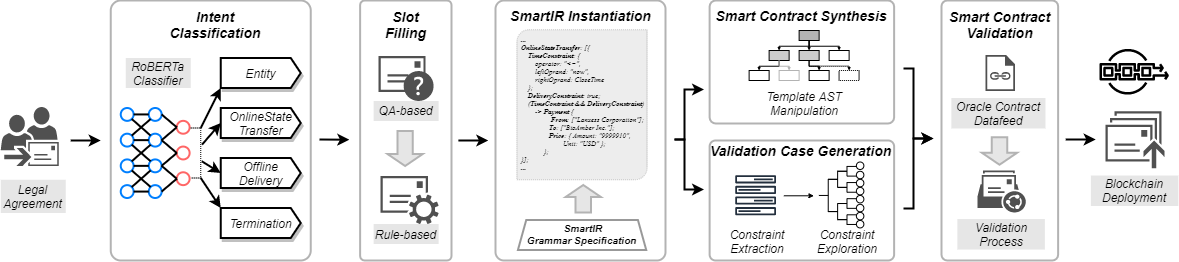 Legal
Agreement
Intent
Classification
RoBERTa
Classifier
Entity
OnlineState
Transfer
Offline
Delivery
Termination
Slot
Filling
?
QA-based
Rule-based
SmartIR Instantiation
...
OnlineStateTransfer: [{
TimeConstraint: {
operator: "<=",
leftOprand: "now",
rightOprand: CloseTime
};
DeliveryConstraint: true;
(TimeConstraint && DeliveryConstraint)
-> Payment {
From: ["Lanxess Corporation"];
To: ["BioAmber Inc."];
Price: { Amount: "9999910",
Unit: "USD" };
};
}];
...
SmartIR
Grammar Specification
Smart Contract Synthesis
Template AST
Manipulation
Validation Case Generation
Constraint
Extraction
Constraint
Exploration
Smart Contract
Validation
Oracle Contract
Datafeed
Validation
Process
Blockchain
Deployment